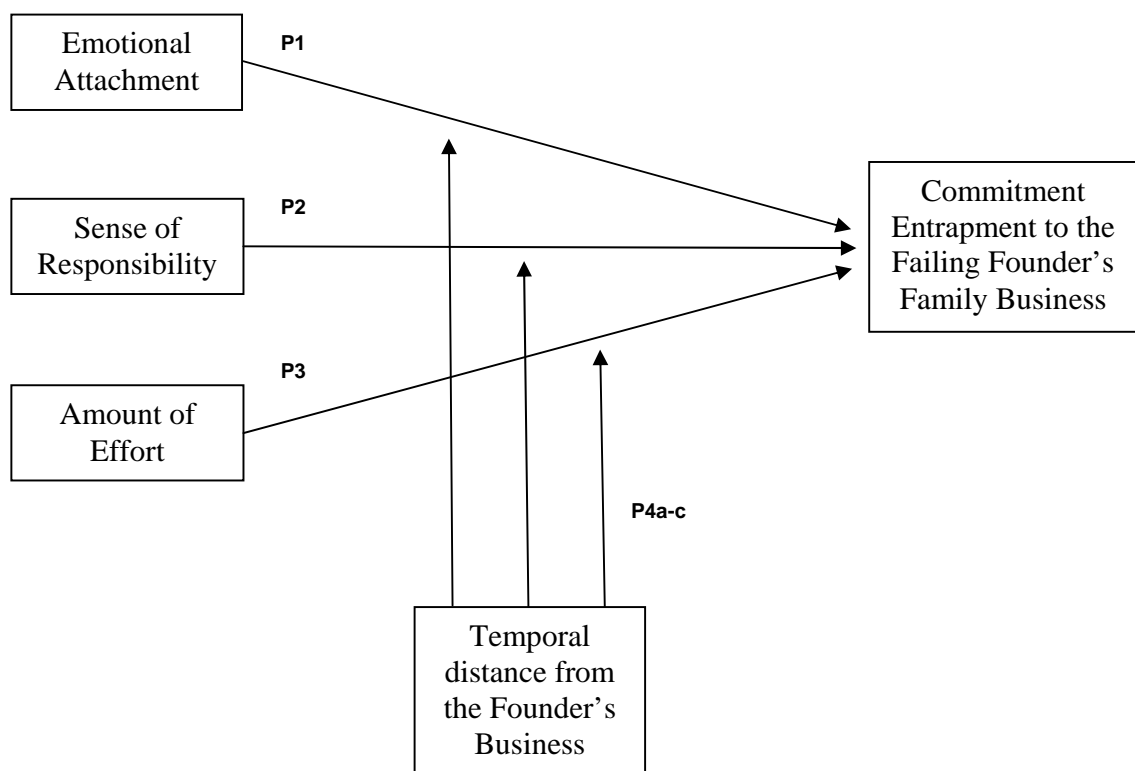 Emotional
Attachment
P1
Sense of
Responsibility
P2
Amount of
Effort
P3
Commitment
Entrapment to the
Failing Founder’s
Family Business
P4a-c
Temporal
distance from
the Founder’s
Business